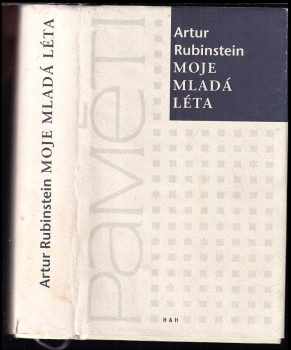 Artur Rubinstein MOJE MLADÁ LÉTA
Artur
Rubinstein
MOJE
MLADÁ
LÉTA
PAMĚTI
H & H